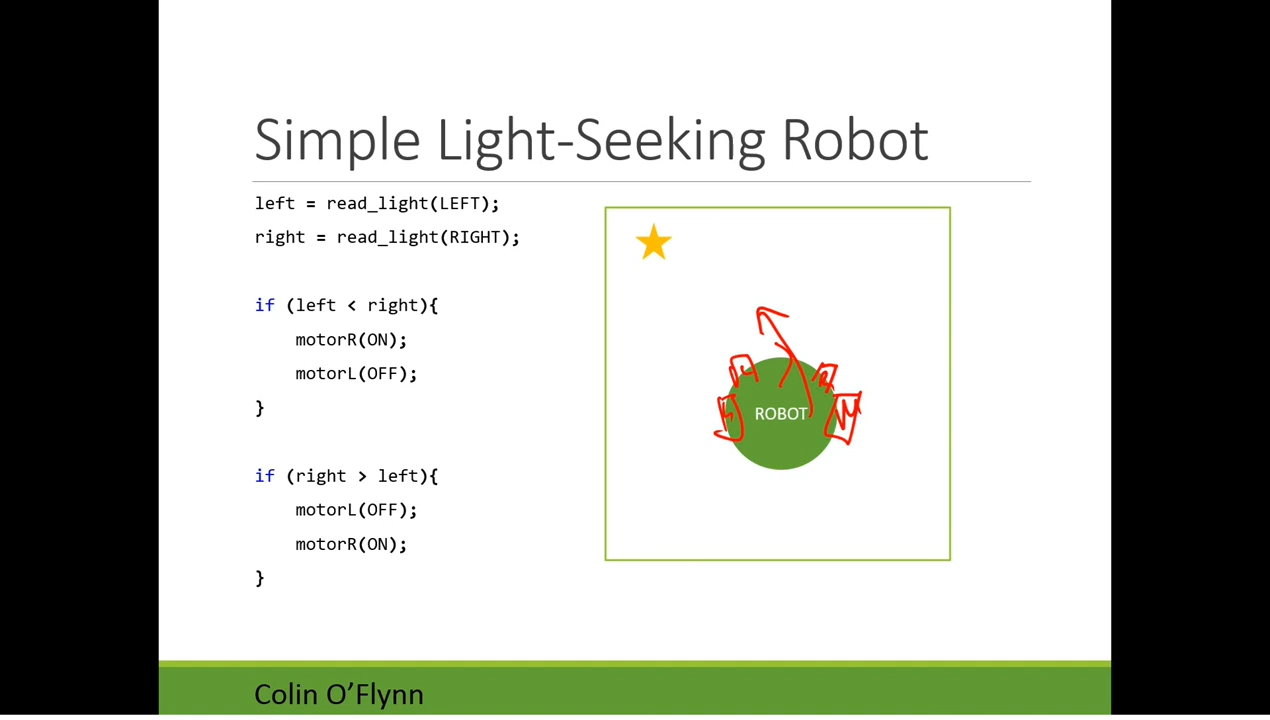 Simple Light-Seeking Robot
left = read_light(LEFT);
right = read_light(RIGHT);
if (left < right){
motorR(ON);
motorL(OFF);
}
if (right > left){
motorL(OFF);
motorR(ON);
}
ROBOT
Colin O'Flynn